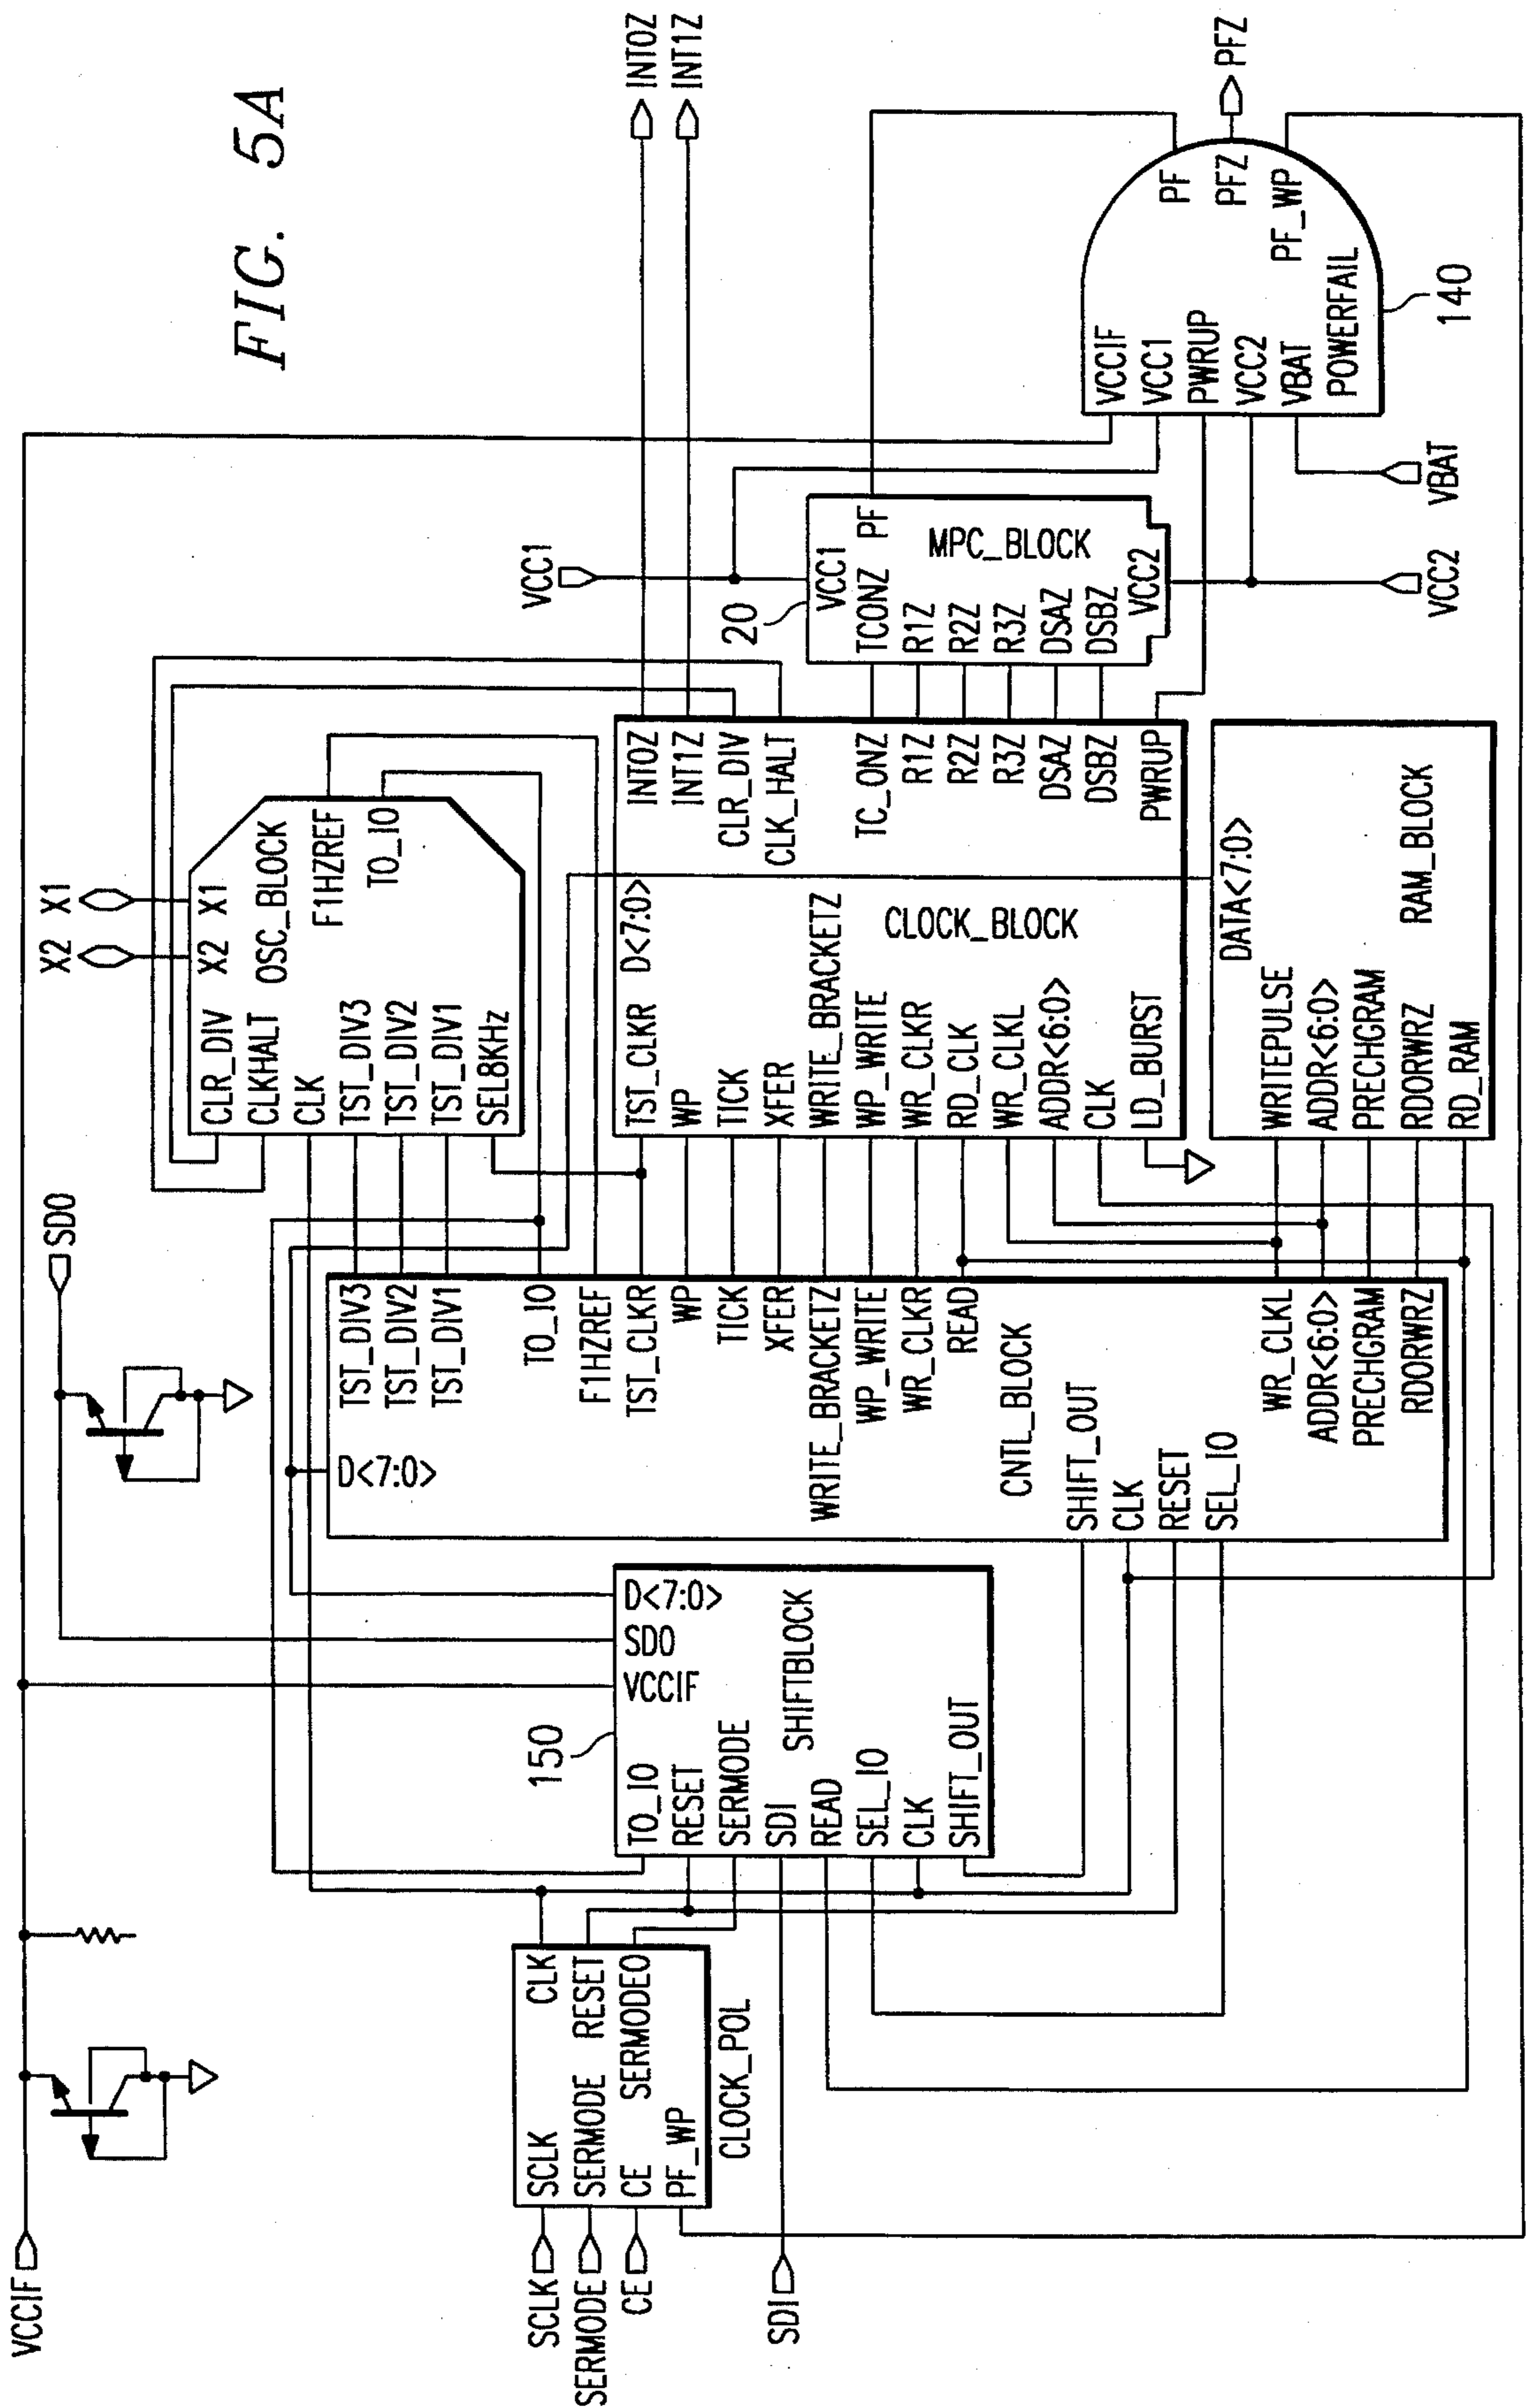 FIG. 5A
VCCIF
SDO
X2
X1
CLR_DIV
CLKHALT
CLK
TST_DIV3
TST_DIV2
TST_DIV1
SEL8KHz
X2
X1
OSC_BLOCK
F1HZREF
TO_IO
INT0Z
INT1Z
VCC1
SCLK
SERMODE
CE
SDI
SCLK
SERMODE
CE
PF_WP
CLK
RESET
SERMODEO
CLOCK_POL
150
TO_IO
RESET
SERMODE
SDI
READ
SEL_IO
CLK
SHIFT_OUT
VCCIF
SDO
D<7:0>
SHIFTBLOCK
D<7:0>
SHIFT_OUT
CLK
RESET
SEL_IO
CNTL_BLOCK
TST_DIV3
TST_DIV2
TST_DIV1
TO_IO
F1HZREF
TST_CLKR
WP
TICK
XFER
WRITE_BRACKETZ
WP_WRITE
WR_CLKR
READ
WR_CLKL
ADDR<6:0>
PRECHGRAM
RDORWRZ
TST_CLKR
WP
TICK
XFER
WRITE_BRACKETZ
WP_WRITE
WR_CLKR
RD_CLK
WR_CLKL
ADDR<6:0>
CLK
LD_BURST
D<7:0>
CLOCK_BLOCK
INT0Z
INT1Z
CLR_DIV
CLK_HALT
TC_ONZ
R1Z
R2Z
R3Z
DSAZ
DSBZ
PWRUP
DATA<7:0>
WRITEPULSE
ADDR<6:0>
PRECHGRAM
RDORWRZ
RD_RAM
RAM_BLOCK
20
VCC1
TCONZ
R1Z
R2Z
R3Z
DSAZ
DSBZ
PF
MPC_BLOCK
VCC2
VCC2
VBAT
VCCIF
VCC1
PWRUP
VCC2
VBAT
POWERFAIL
PF
PFZ
PF_WP
140
PFZ